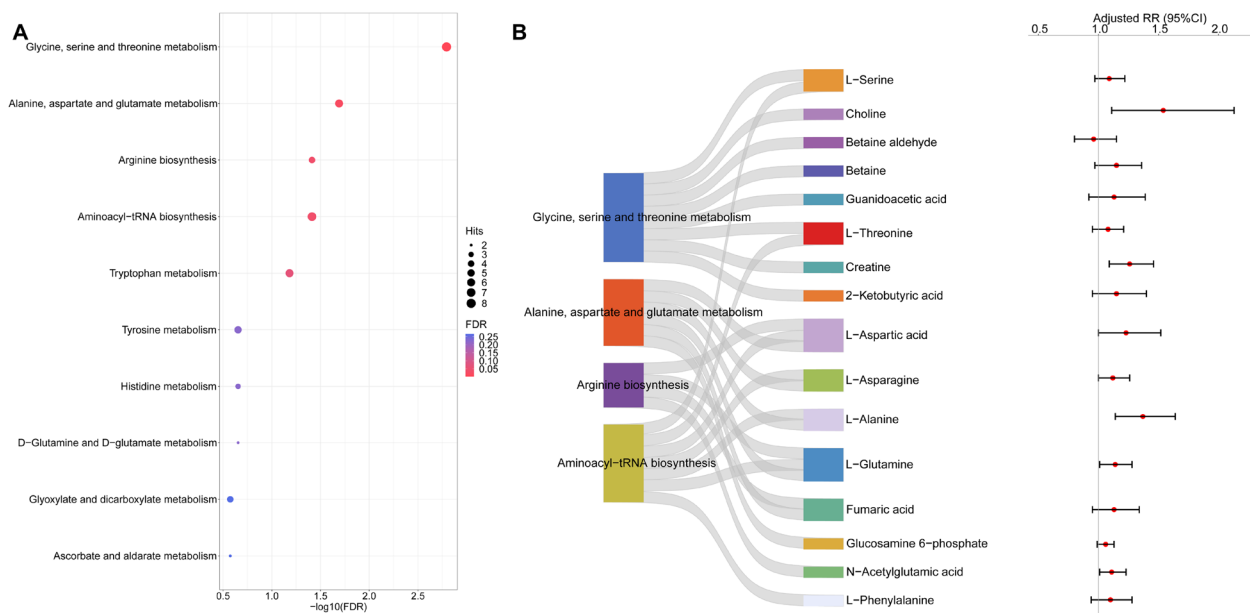 A
Glycine, serine and threonine metabolism
Alanine, aspartate and glutamate metabolism
Arginine biosynthesis
Aminoacyl−tRNA biosynthesis
Tryptophan metabolism
Tyrosine metabolism
Histidine metabolism
D−Glutamine and D−glutamate metabolism
Glyoxylate and dicarboxylate metabolism
Ascorbate and aldarate metabolism
0.5 1.0 1.5 2.0 2.5
−log10(FDR)
Hits
2
3
4
5
6
7
8
FDR
0.25
0.20
0.15
0.10
0.05
B
Glycine, serine and threonine metabolism
Alanine, aspartate and glutamate metabolism
Arginine biosynthesis
Aminoacyl−tRNA biosynthesis
L−Serine
Choline
Betaine aldehyde
Betaine
Guanidoacetic acid
L−Threonine
Creatine
2−Ketobutyric acid
L−Aspartic acid
L−Asparagine
L−Alanine
L−Glutamine
Fumaric acid
Glucosamine 6−phosphate
N−Acetylglutamic acid
L−Phenylalanine
Adjusted RR (95%CI)
0.5 1.0 2.0